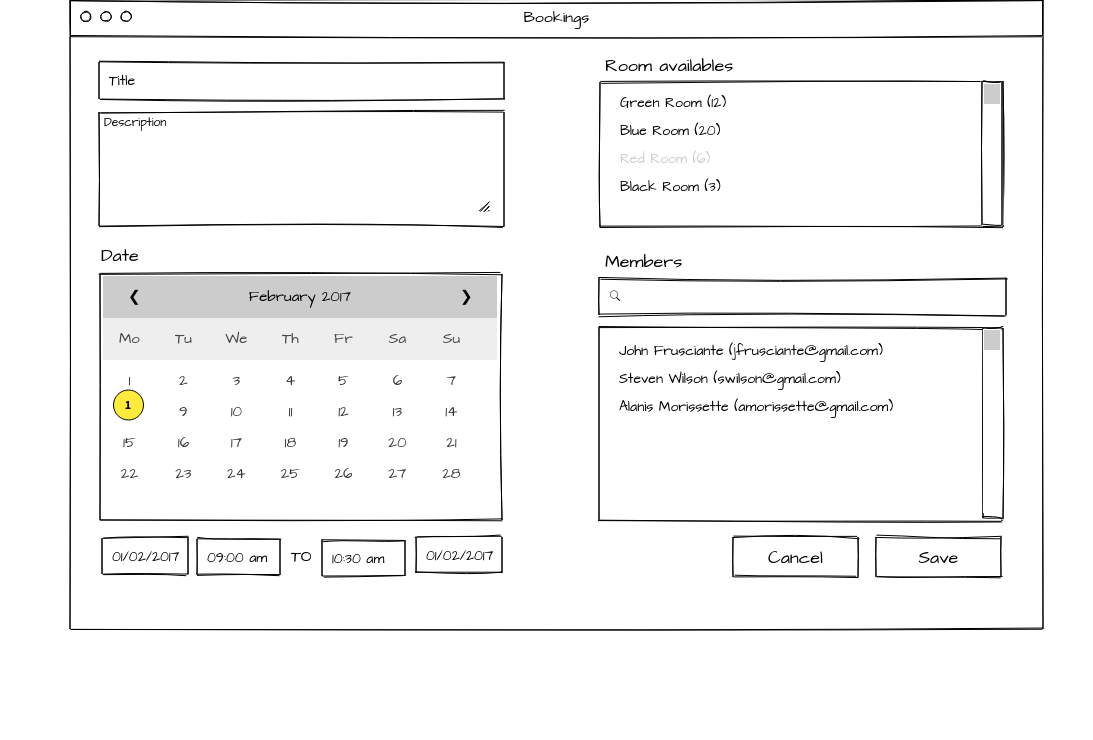 Bookings
Title
Description
Date
February 2017
Mo Tu We Th Fr Sa Su
1 2 3 4 5 6 7
1 9 10 11 12 13 14
15 16 17 18 19 20 21
22 23 24 25 26 27 28
01/02/2017 09:00 am TO 10:30 am 01/02/2017
Room availables
Green Room (12)
Blue Room (20)
Red Room (6)
Black Room (3)
Members
John Frusciante (jfrusciante@gmail.com)
Steven Wilson (swilson@gmail.com)
Alanis Morissette (amorissette@gmail.com)
Cancel Save